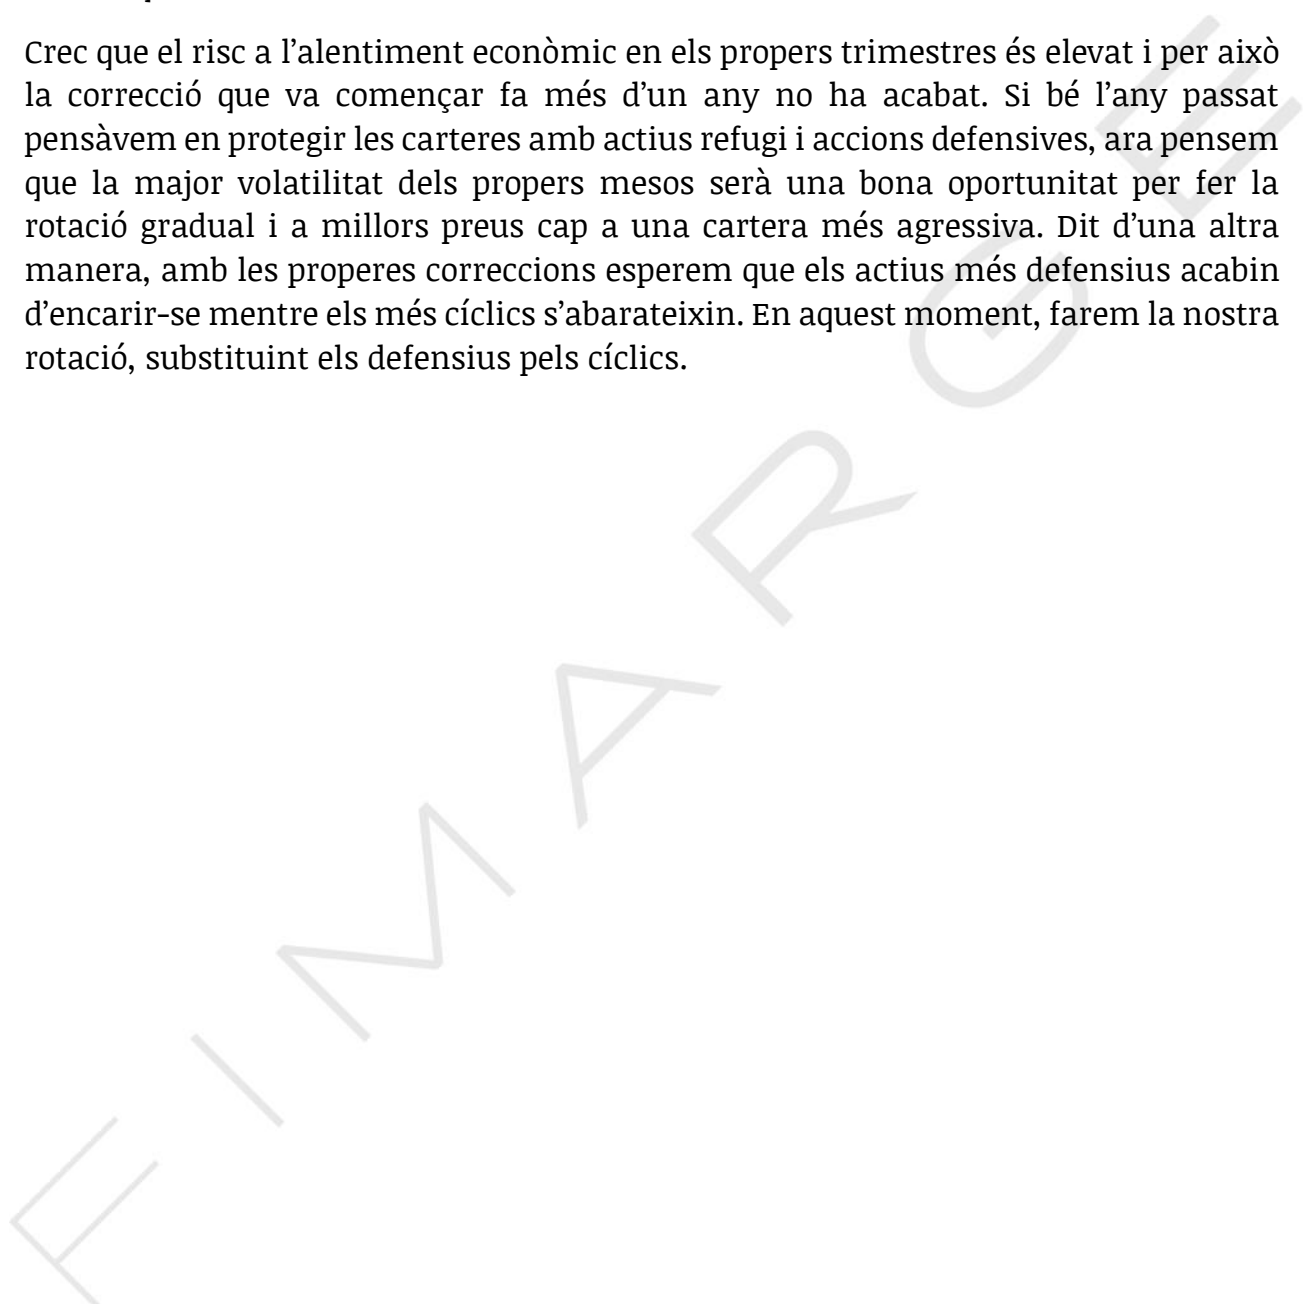 Crec que el risc a l’alentiment econòmic en els propers trimestres és elevat i per això
la correcció que va començar fa més d’un any no ha acabat. Si bé l’any passat
pensàvem en protegir les carteres amb actius refugi i accions defensives, ara pensem
que la major volatilitat dels propers mesos serà una bona oportunitat per fer la
rotació gradual i a millors preus cap a una cartera més agressiva. Dit d’una altra
manera, amb les properes correccions esperem que els actius més defensius acabin
d’encarir-se mentre els més cíclics s’abarateixin. En aquest moment, farem la nostra
rotació, substituint els defensius pels cíclics.
FIMARGE